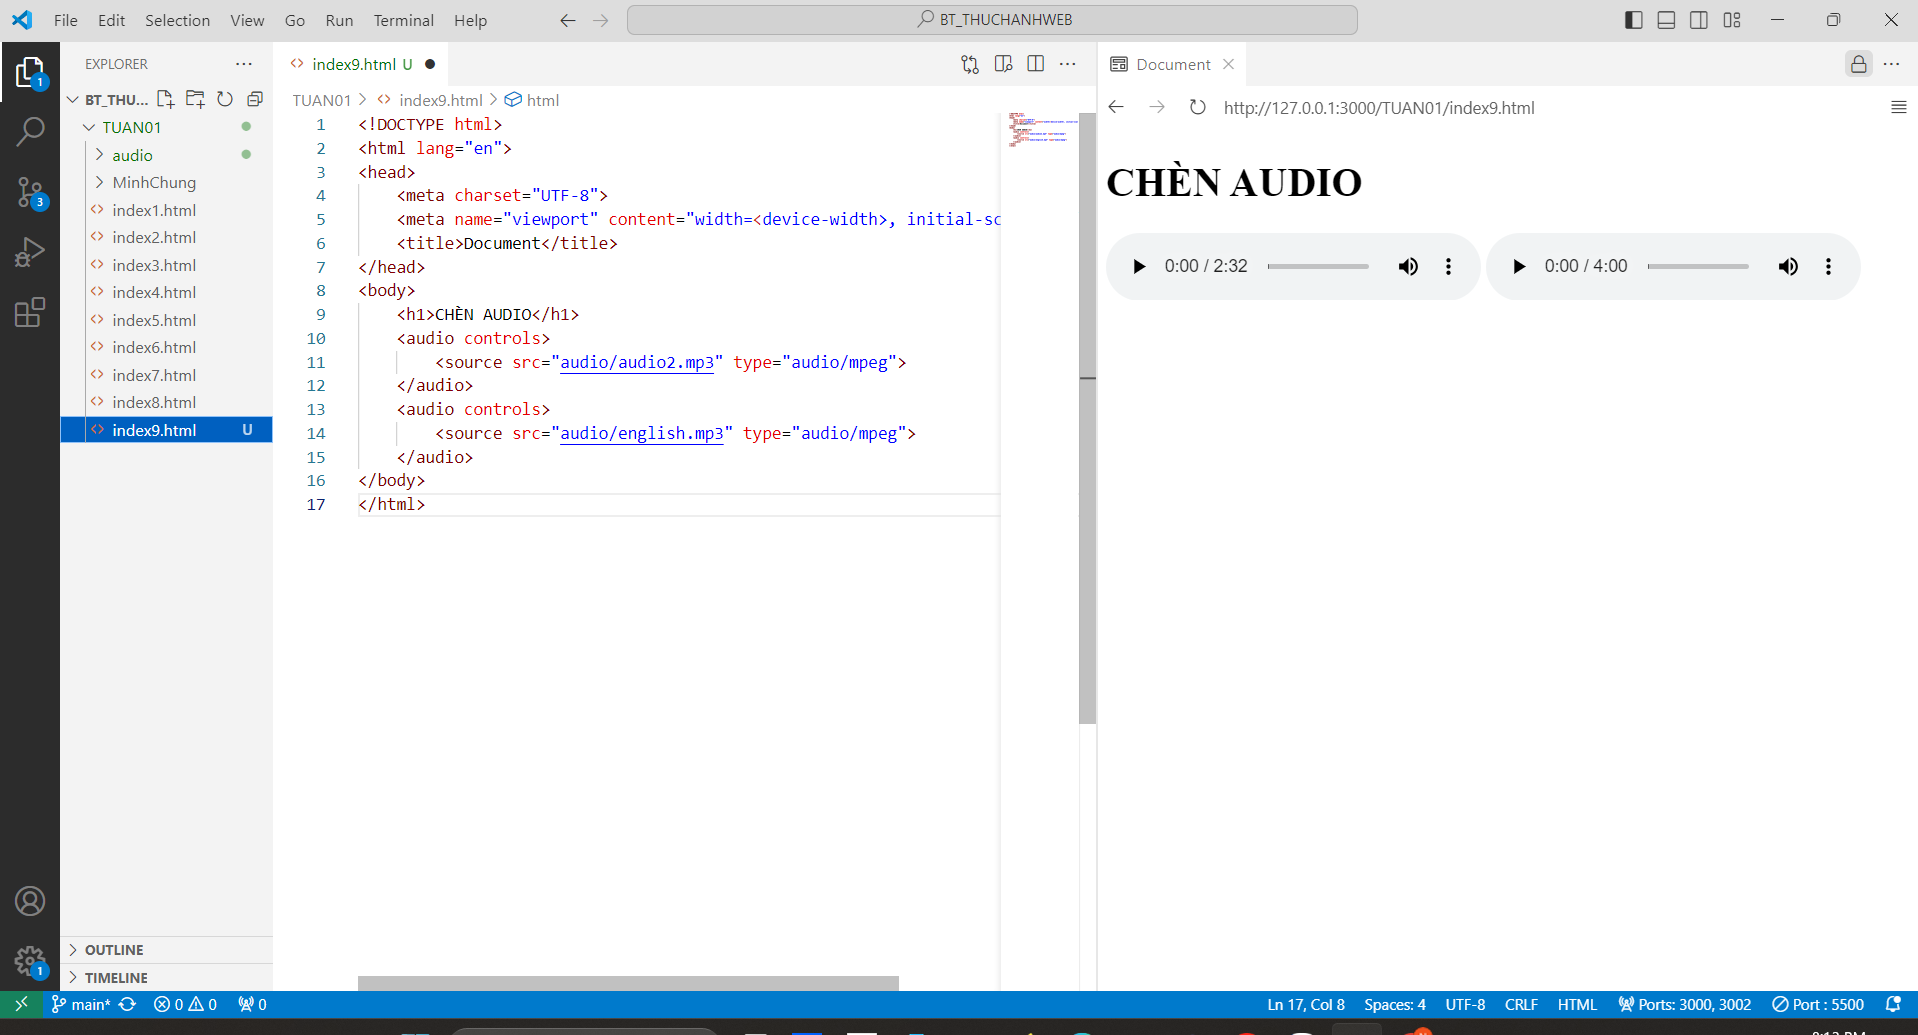 File Edit Selection View Go Run Terminal Help
BT_THUCHANHWEB
EXPLORER
BT_THU...
TUAN01
audio
MinhChung
index1.html
index2.html
index3.html
index4.html
index5.html
index6.html
index7.html
index8.html
index9.html U
OUTLINE
TIMELINE
1
3
1
index9.html U
TUAN01 > index9.html > html
1 <!DOCTYPE html>
2 <html lang="en">
3 <head>
4 <meta charset="UTF-8">
5 <meta name="viewport" content="width=<device-width>, initial-sc
6 <title>Document</title>
7 </head>
8 <body>
9 <h1>CHÈN AUDIO</h1>
10 <audio controls>
11 <source src="audio/audio2.mp3" type="audio/mpeg">
12 </audio>
13 <audio controls>
14 <source src="audio/english.mp3" type="audio/mpeg">
15 </audio>
16 </body>
17 </html>
Document
http://127.0.0.1:3000/TUAN01/index9.html
CHÈN AUDIO
0:00 / 2:32
0:00 / 4:00
main* 0 0 0
Ln 17, Col 8 Spaces: 4 UTF-8 CRLF HTML Ports: 3000, 3002 Port : 5500